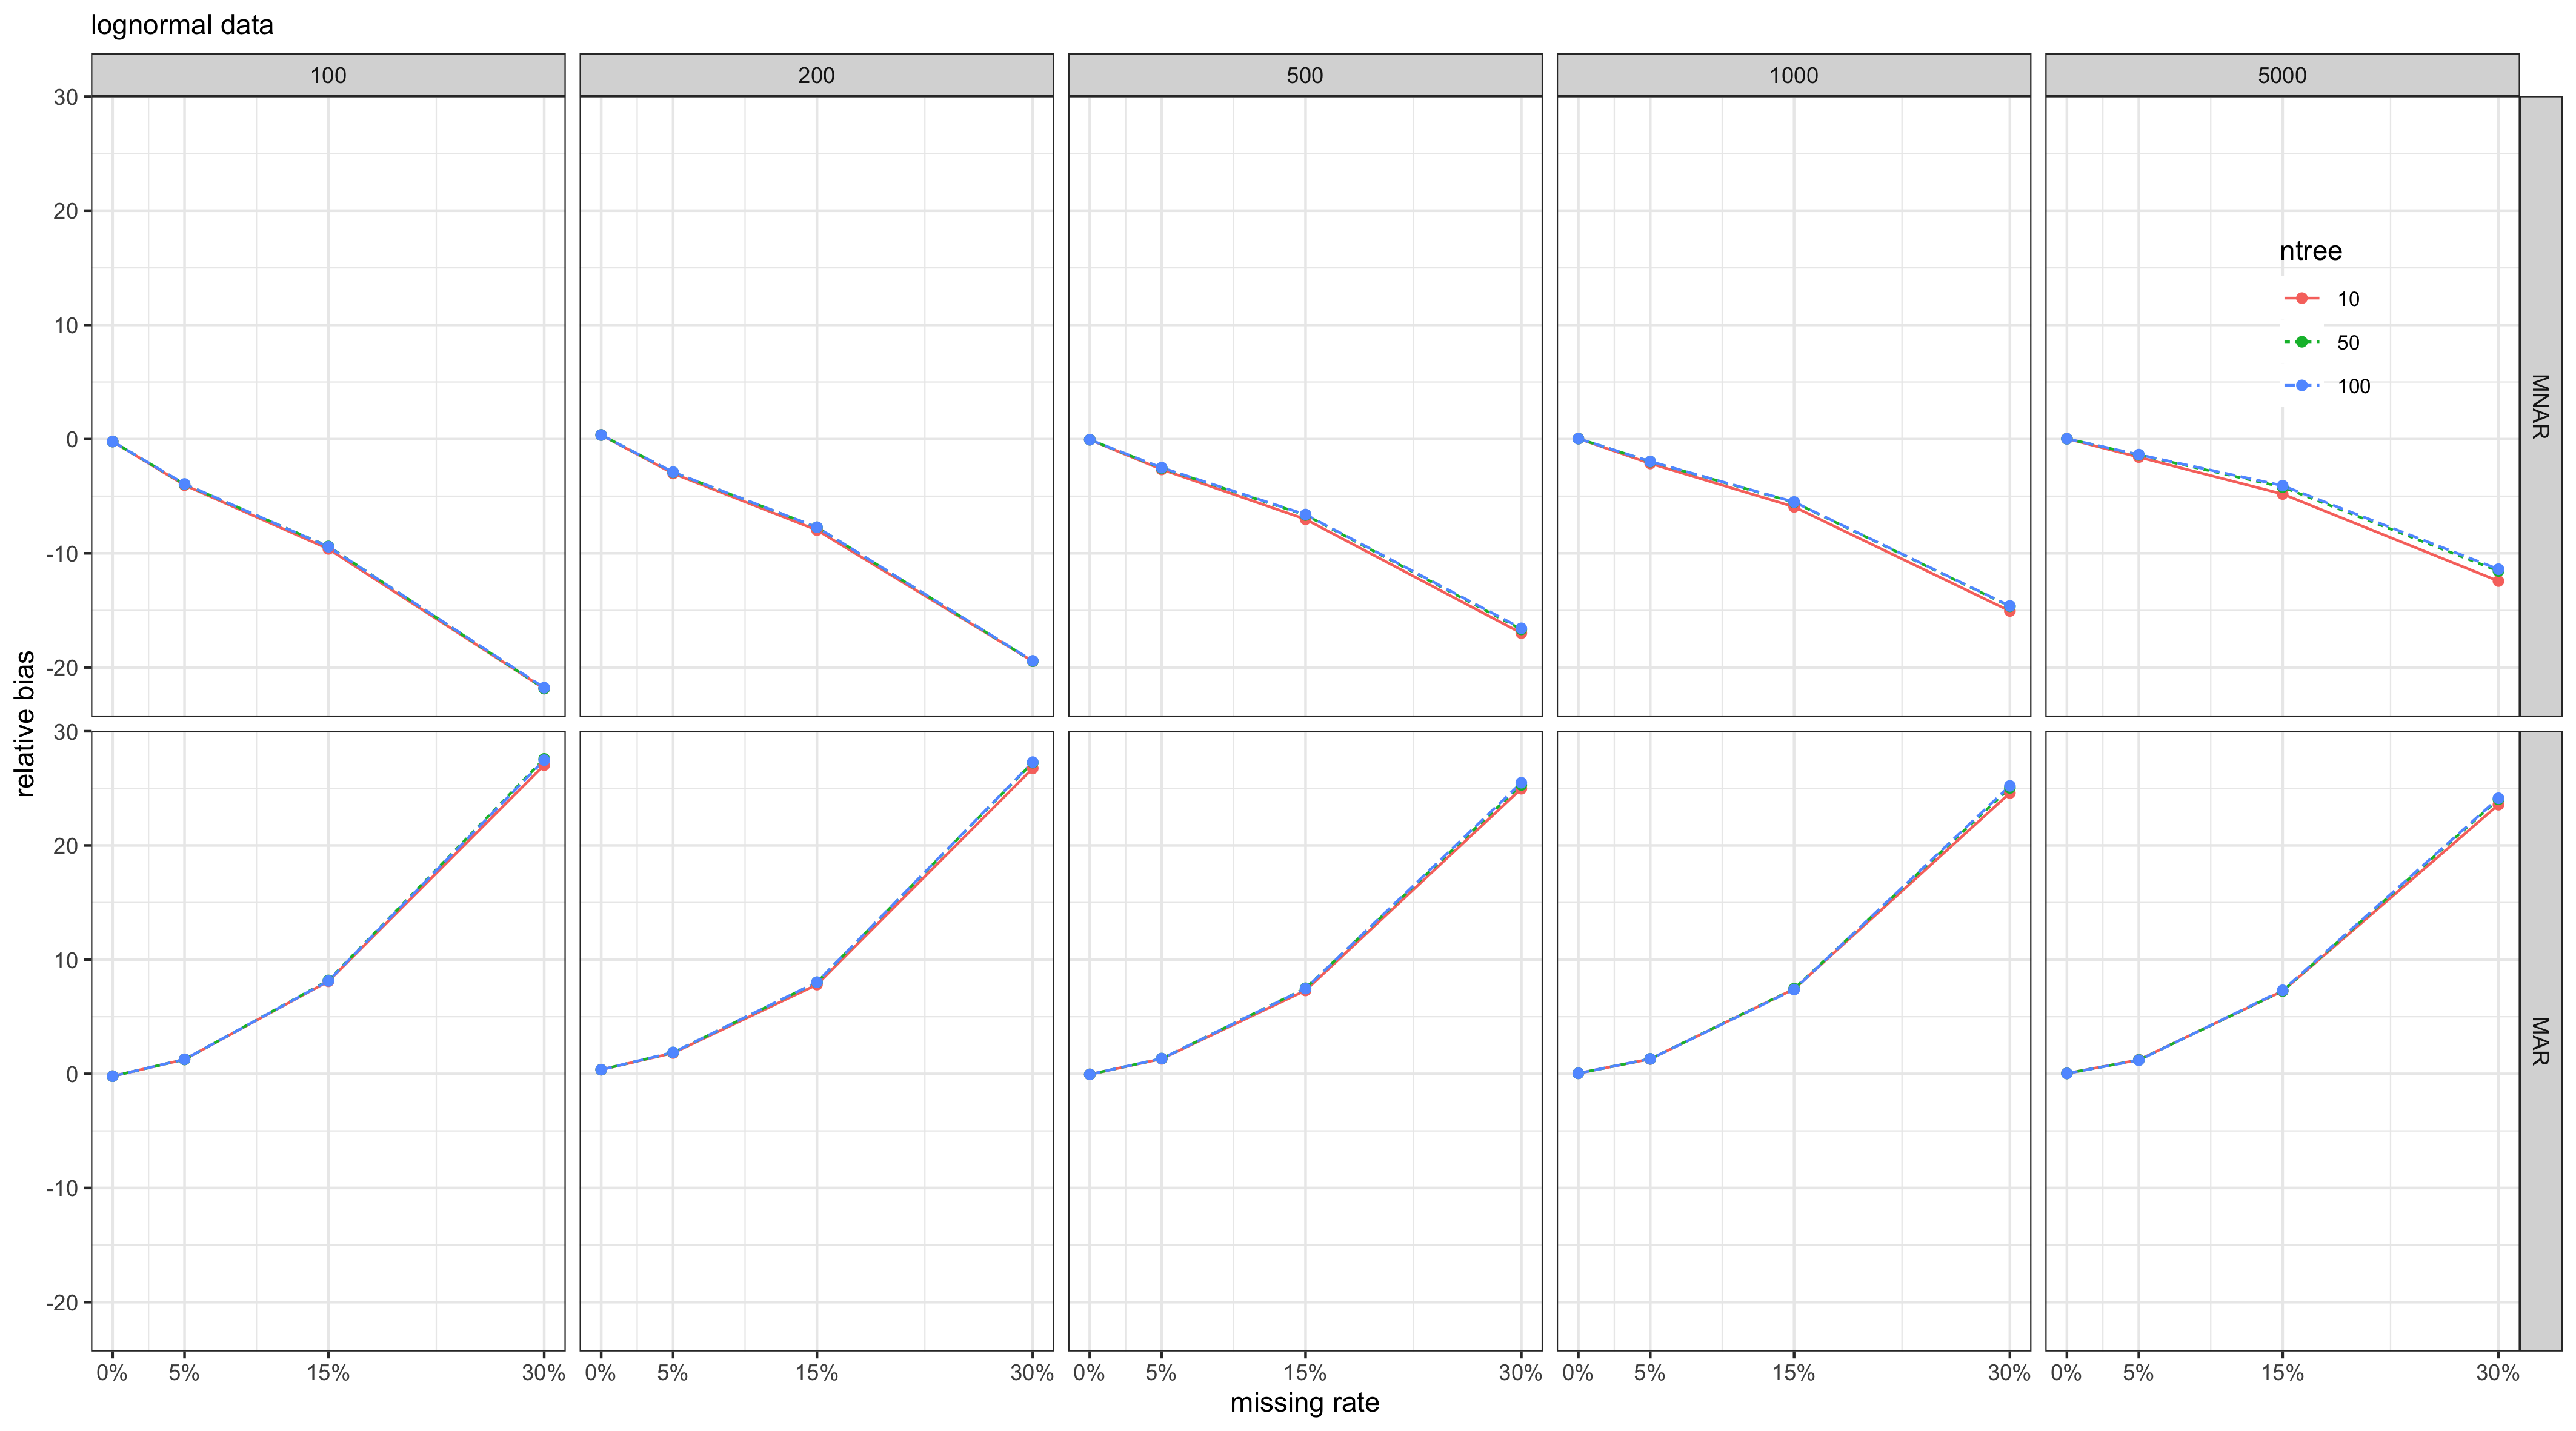 lognormal data
100 200 500 1000 5000
30
20
10
0
-10
-20
MNAR
ntree
10
50
100
relative bias
30
20
10
0
-10
-20
MAR
0% 5% 15% 30% 0% 5% 15% 30% 0% 5% 15% 30% 0% 5% 15% 30% 0% 5% 15% 30%
missing rate